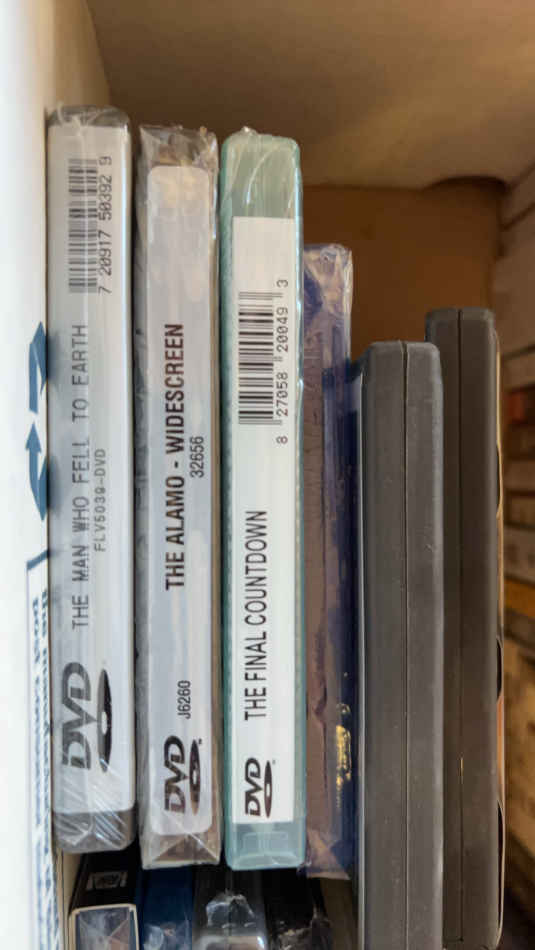 7 20917 50392 9
THE MAN WHO FELL TO EARTH
FLV5039-DVD
DVD
THE ALAMO - WIDESCREEN
32656
J6260
DVD
8 27058 20049 3
THE FINAL COUNTDOWN
DVD